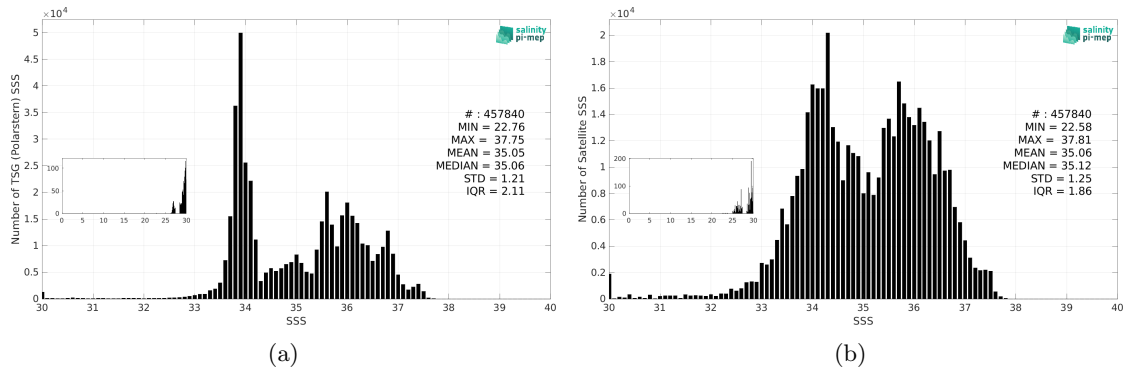 ×10⁴
5
4.5
4
3.5
3
2.5
2
1.5
1
0.5
0
Number of TSG (Polarstern) SSS
salinity
pi-mep
# : 457840
MIN = 22.76
MAX = 37.75
MEAN = 35.05
MEDIAN = 35.06
STD = 1.21
IQR = 2.11
100
50
0
0 5 10 15 20 25 30
30 31 32 33 34 35 36 37 38 39 40
SSS
(a)
×10⁴
2
1.8
1.6
1.4
1.2
1
0.8
0.6
0.4
0.2
0
Number of Satellite SSS
salinity
pi-mep
# : 457840
MIN = 22.58
MAX = 37.81
MEAN = 35.06
MEDIAN = 35.12
STD = 1.25
IQR = 1.86
200
100
0
0 5 10 15 20 25 30
30 31 32 33 34 35 36 37 38 39 40
SSS
(b)